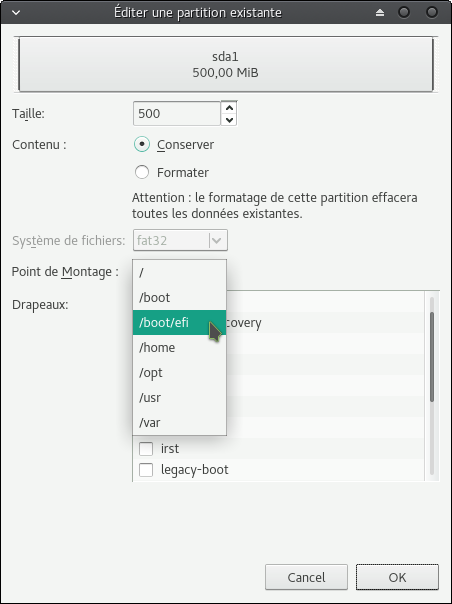 Éditer une partition existante
sda1
500,00 MiB
Taille:
500
Contenu :
Conserver
Formater
Attention : le formatage de cette partition effacera
toutes les données existantes.
Système de fichiers:
fat32
Point de Montage :
/
/boot
/boot/efi
/home
/opt
/usr
/var
Drapeaux:
covery
irst
legacy-boot
Cancel
OK